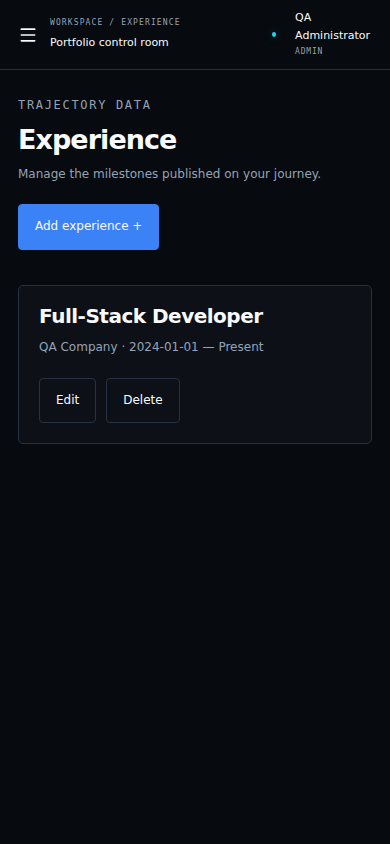 WORKSPACE / EXPERIENCE
Portfolio control room
QA
Administrator
ADMIN
TRAJECTORY DATA
Experience
Manage the milestones published on your journey.
Add experience +
Full-Stack Developer
QA Company · 2024-01-01 — Present
Edit
Delete